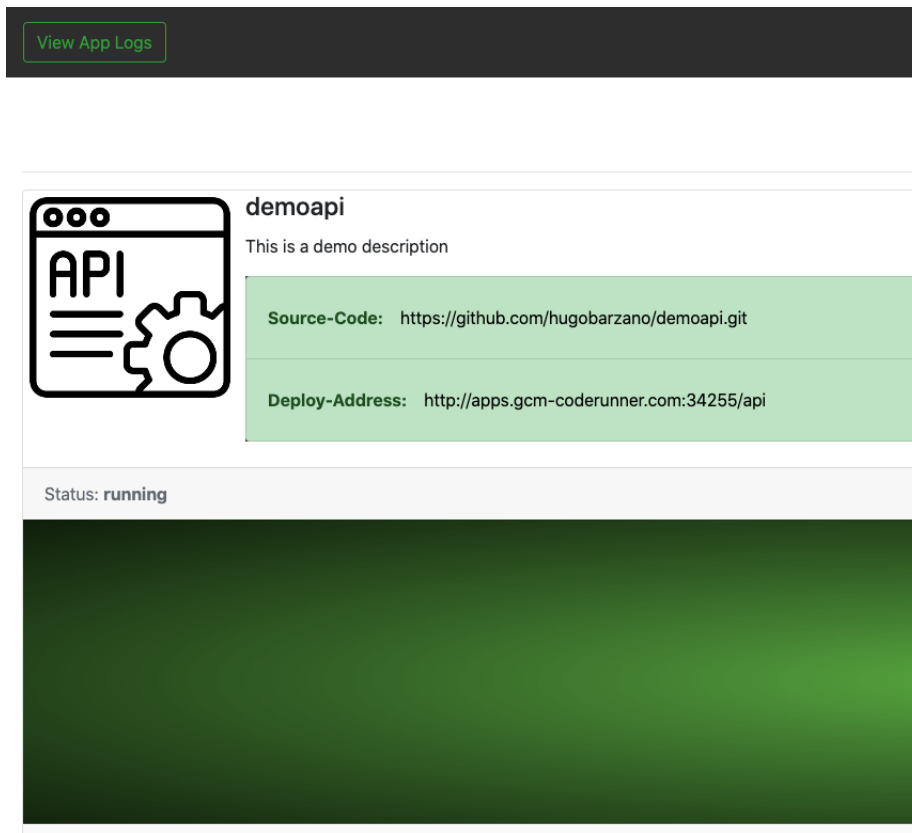 View App Logs
API
demoapi
This is a demo description
Source-Code: https://github.com/hugobarzano/demoapi.git
Deploy-Address: http://apps.gcm-coderunner.com:34255/api
Status: running